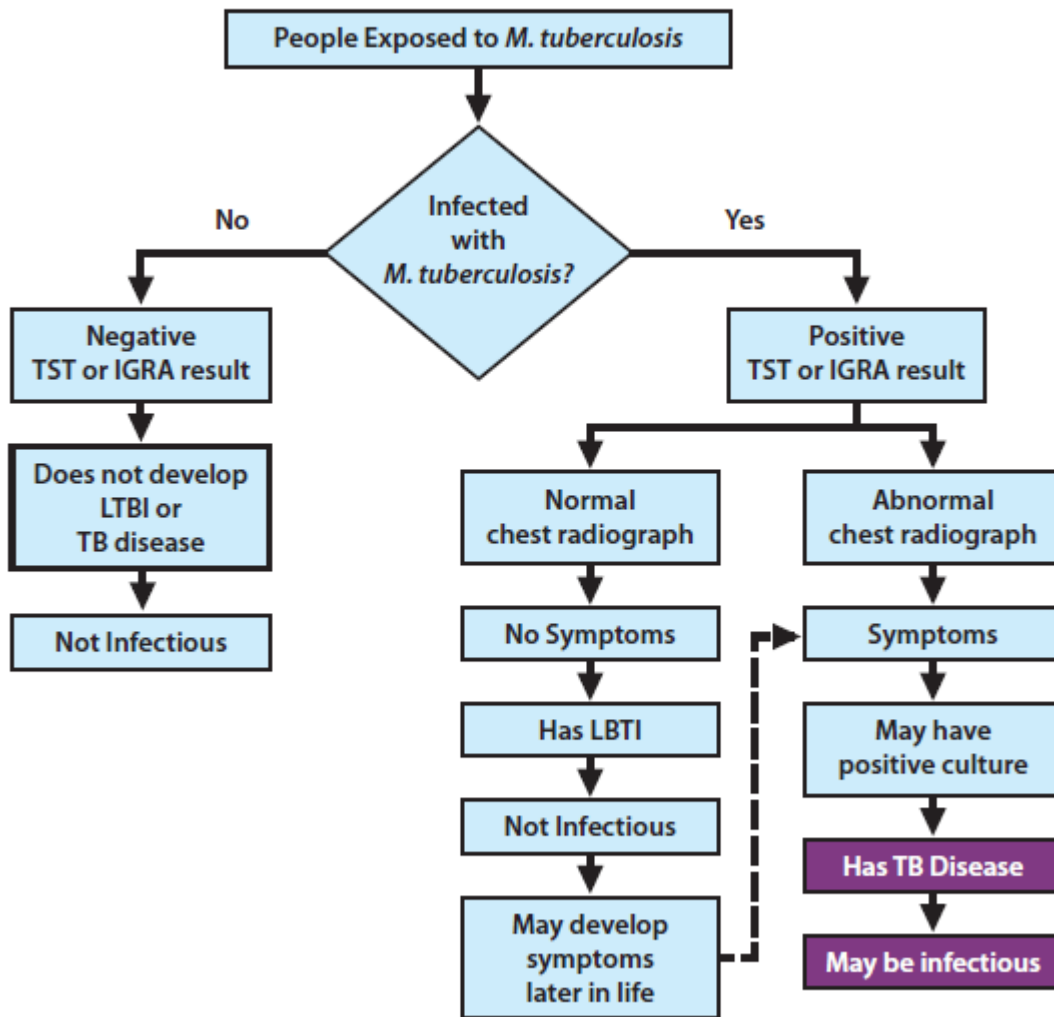 People Exposed to M. tuberculosis
Infected
with
M. tuberculosis?
No
Yes
Negative
TST or IGRA result
Does not develop
LTBI or
TB disease
Not Infectious
Positive
TST or IGRA result
Normal
chest radiograph
No Symptoms
Has LBTI
Not Infectious
May develop
symptoms
later in life
Abnormal
chest radiograph
Symptoms
May have
positive culture
Has TB Disease
May be infectious